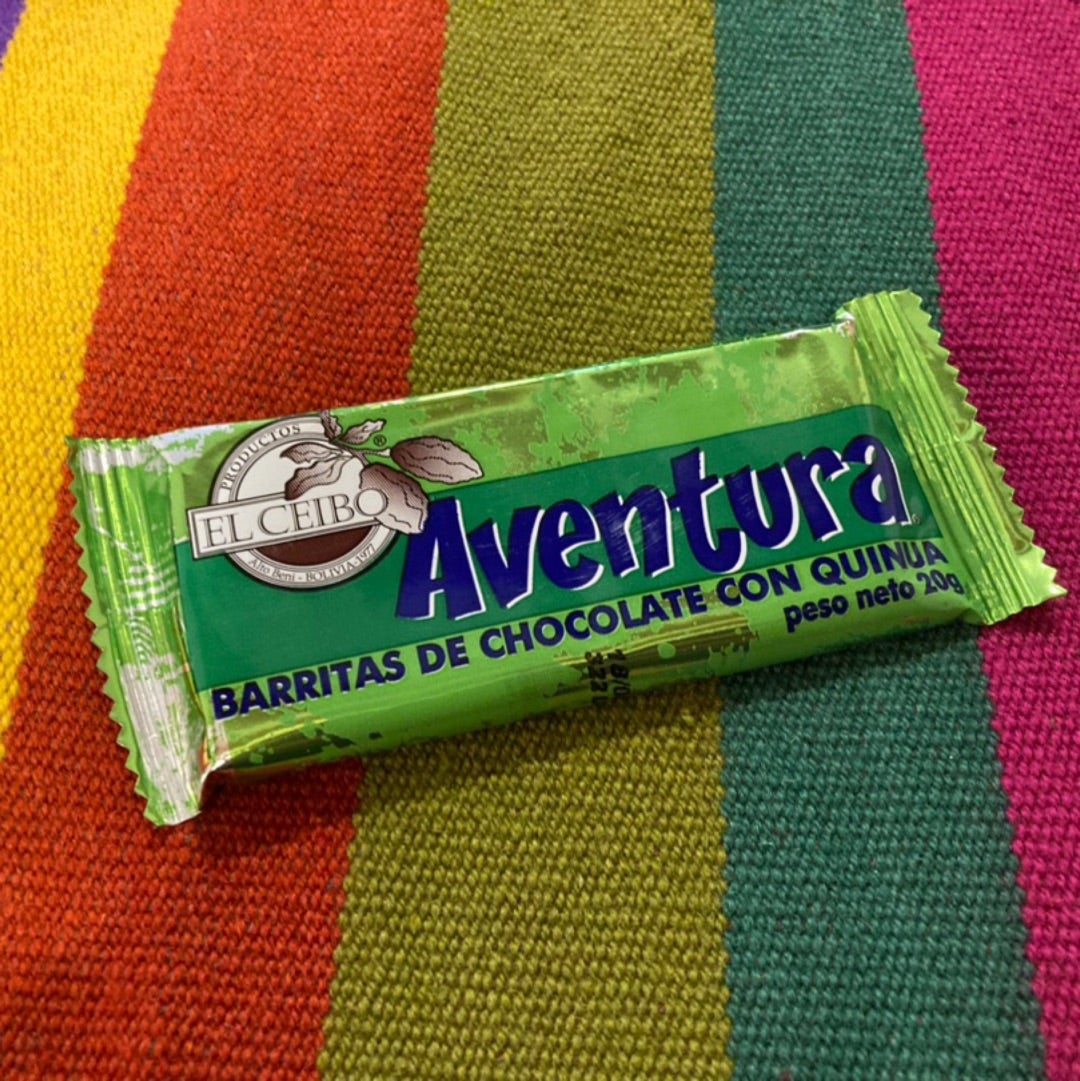 PRODUCTOS
EL CEIBO
®
Alto Beni - BOLIVIA-1977
Aventura
BARRITAS DE CHOCOLATE CON QUINUA
peso neto 20g